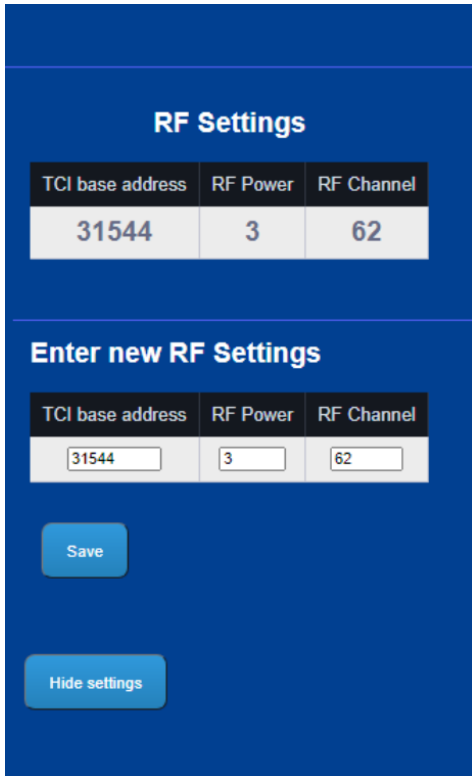 RF Settings
TCI base address RF Power RF Channel
31544 3 62
Enter new RF Settings
TCI base address RF Power RF Channel
31544 3 62
Save
Hide settings